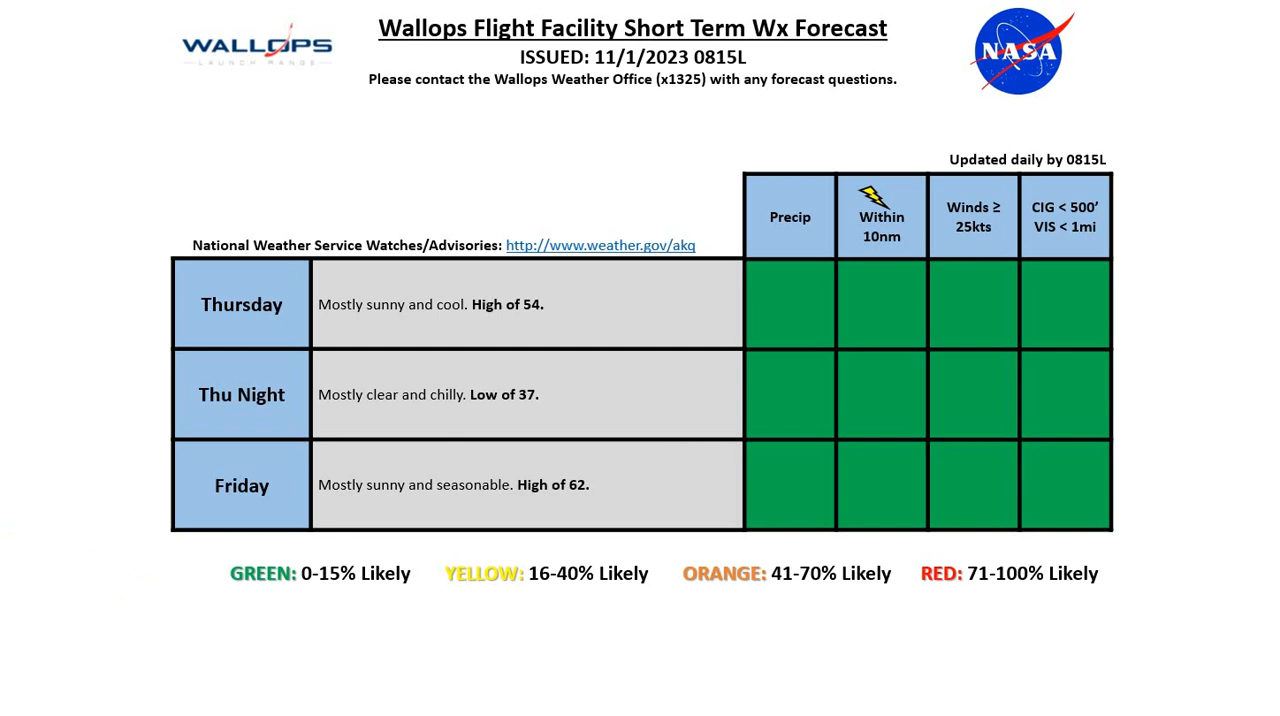 WALLOPS
LAUNCH RANGE
Wallops Flight Facility Short Term Wx Forecast
ISSUED: 11/1/2023 0815L
Please contact the Wallops Weather Office (x1325) with any forecast questions.
NASA
Updated daily by 0815L
National Weather Service Watches/Advisories: http://www.weather.gov/akq
Precip
Within
10nm
Winds ≥
25kts
CIG < 500’
VIS < 1mi
Thursday
Mostly sunny and cool. High of 54.
Thu Night
Mostly clear and chilly. Low of 37.
Friday
Mostly sunny and seasonable. High of 62.
GREEN: 0-15% Likely YELLOW: 16-40% Likely ORANGE: 41-70% Likely RED: 71-100% Likely